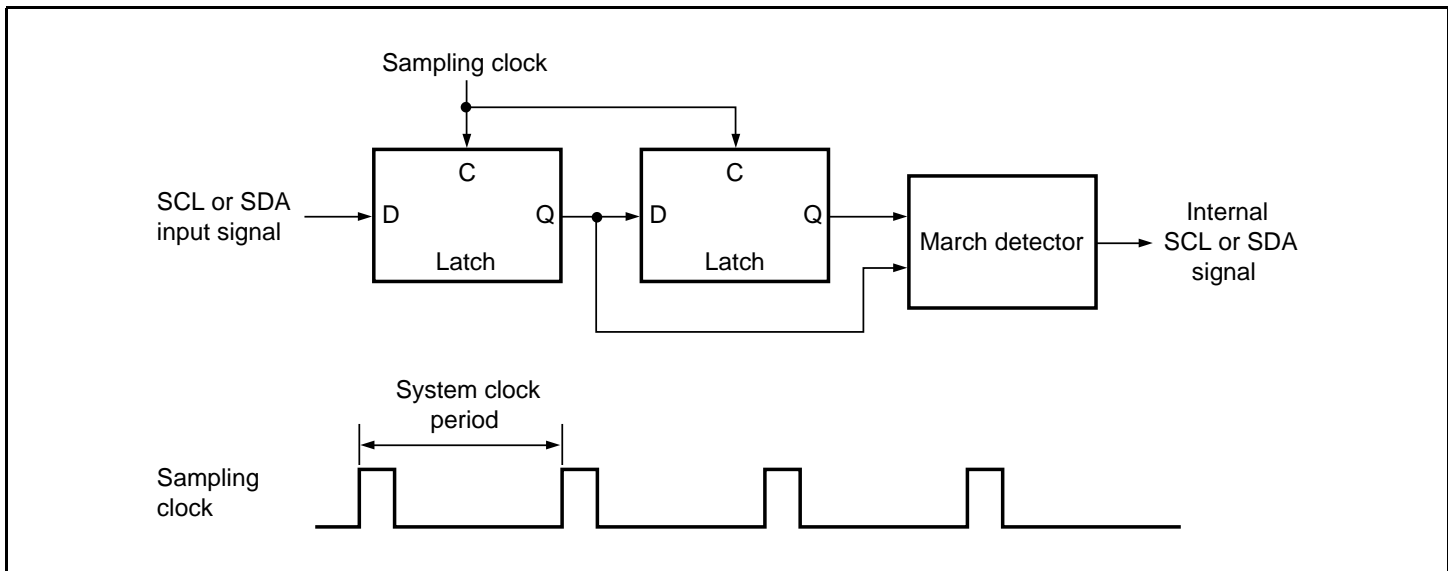 Sampling clock
C
C
SCL or SDA
input signal
D
Q
D
Q
Latch
Latch
March detector
Internal
SCL or SDA
signal
System clock
period
Sampling
clock